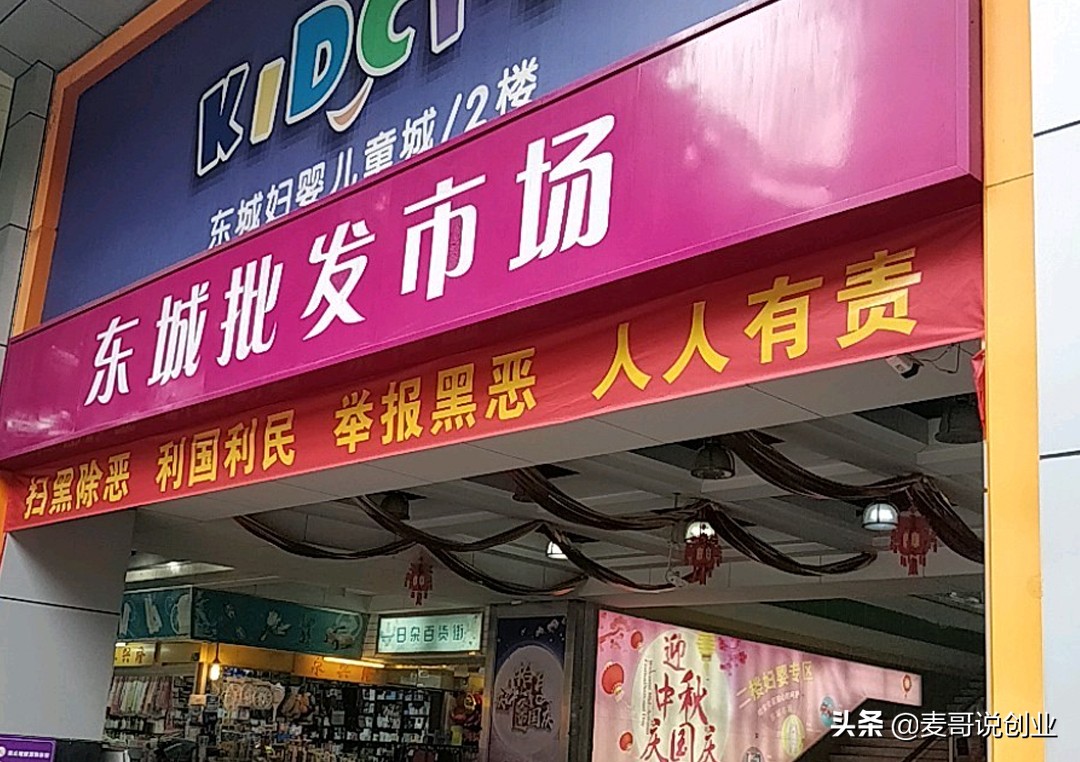 KIDCI
东城妇婴儿童城/2楼
东城批发市场
扫黑除恶 利国利民 举报黑恶 人人有责
日杂百货街
迎
中秋
庆国庆
一楼妇婴专区
头条 @麦哥说创业